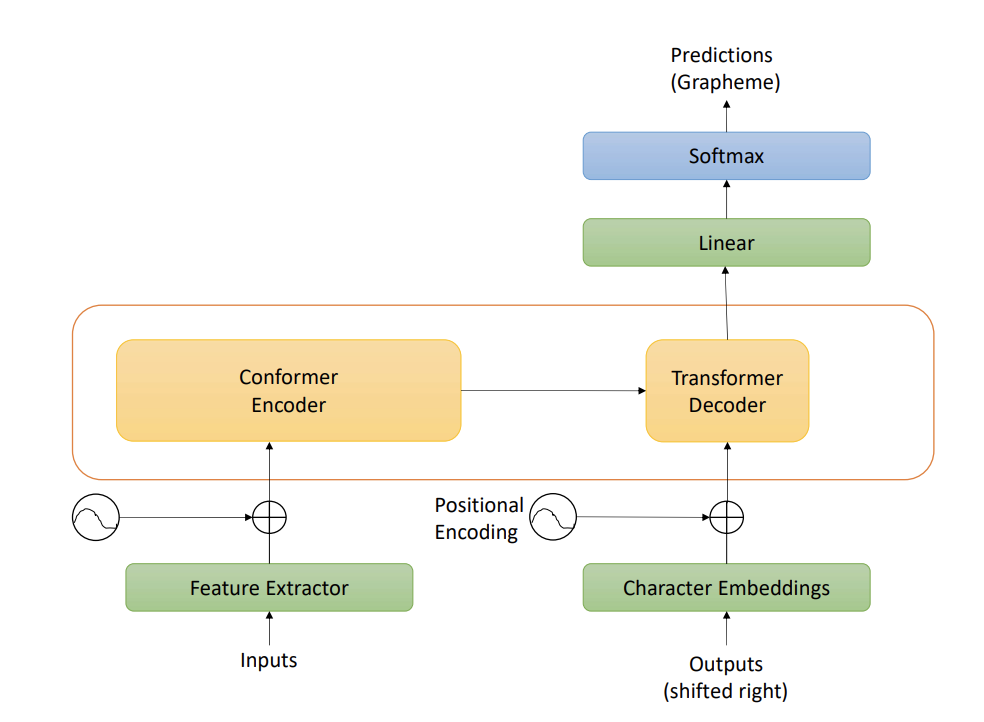 Predictions
(Grapheme)
Softmax
Linear
Conformer
Encoder
Transformer
Decoder
Positional
Encoding
Feature Extractor
Character Embeddings
Inputs
Outputs
(shifted right)